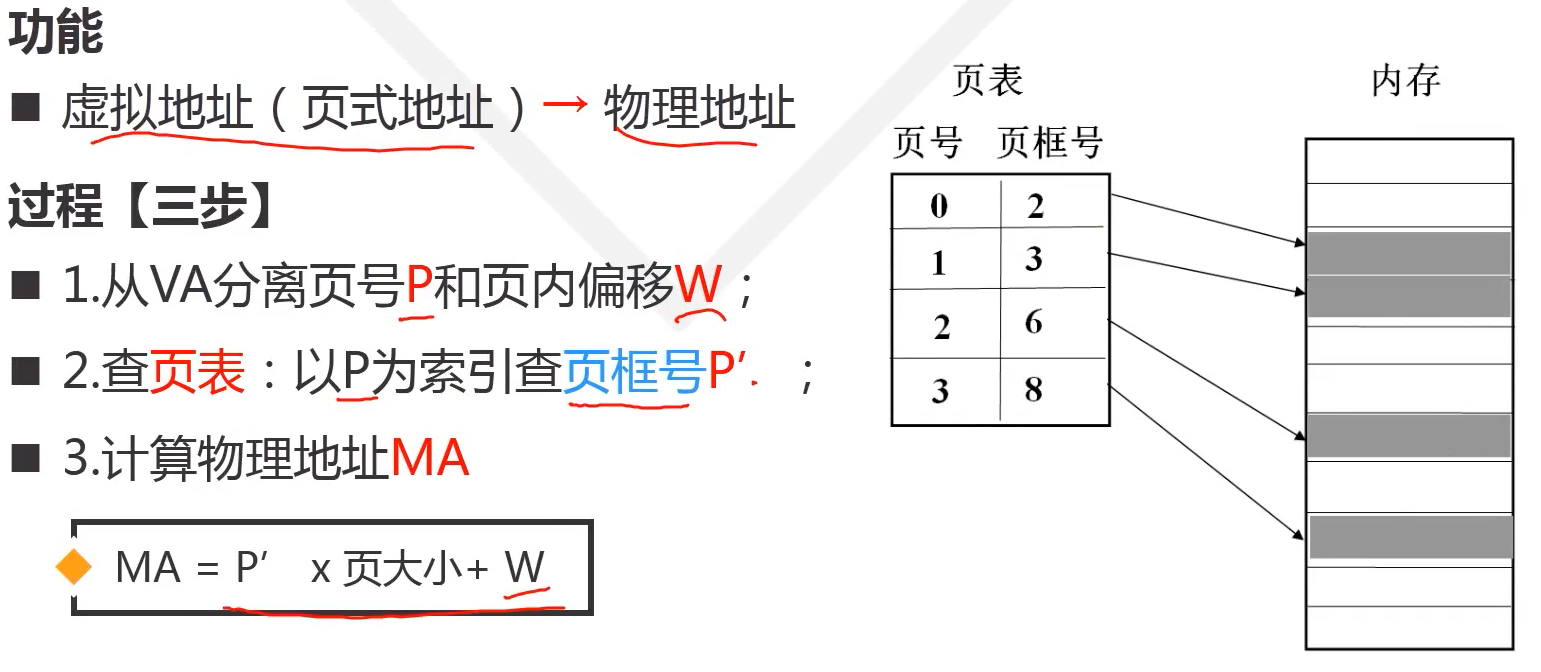 功能
虚拟地址（页式地址）→ 物理地址
过程【三步】
1.从VA分离页号P和页内偏移W；
2.查页表：以P为索引查页框号P′ ；
3.计算物理地址MA
MA = P′ x 页大小+ W
页表
页号 页框号
0 2
1 3
2 6
3 8
内存